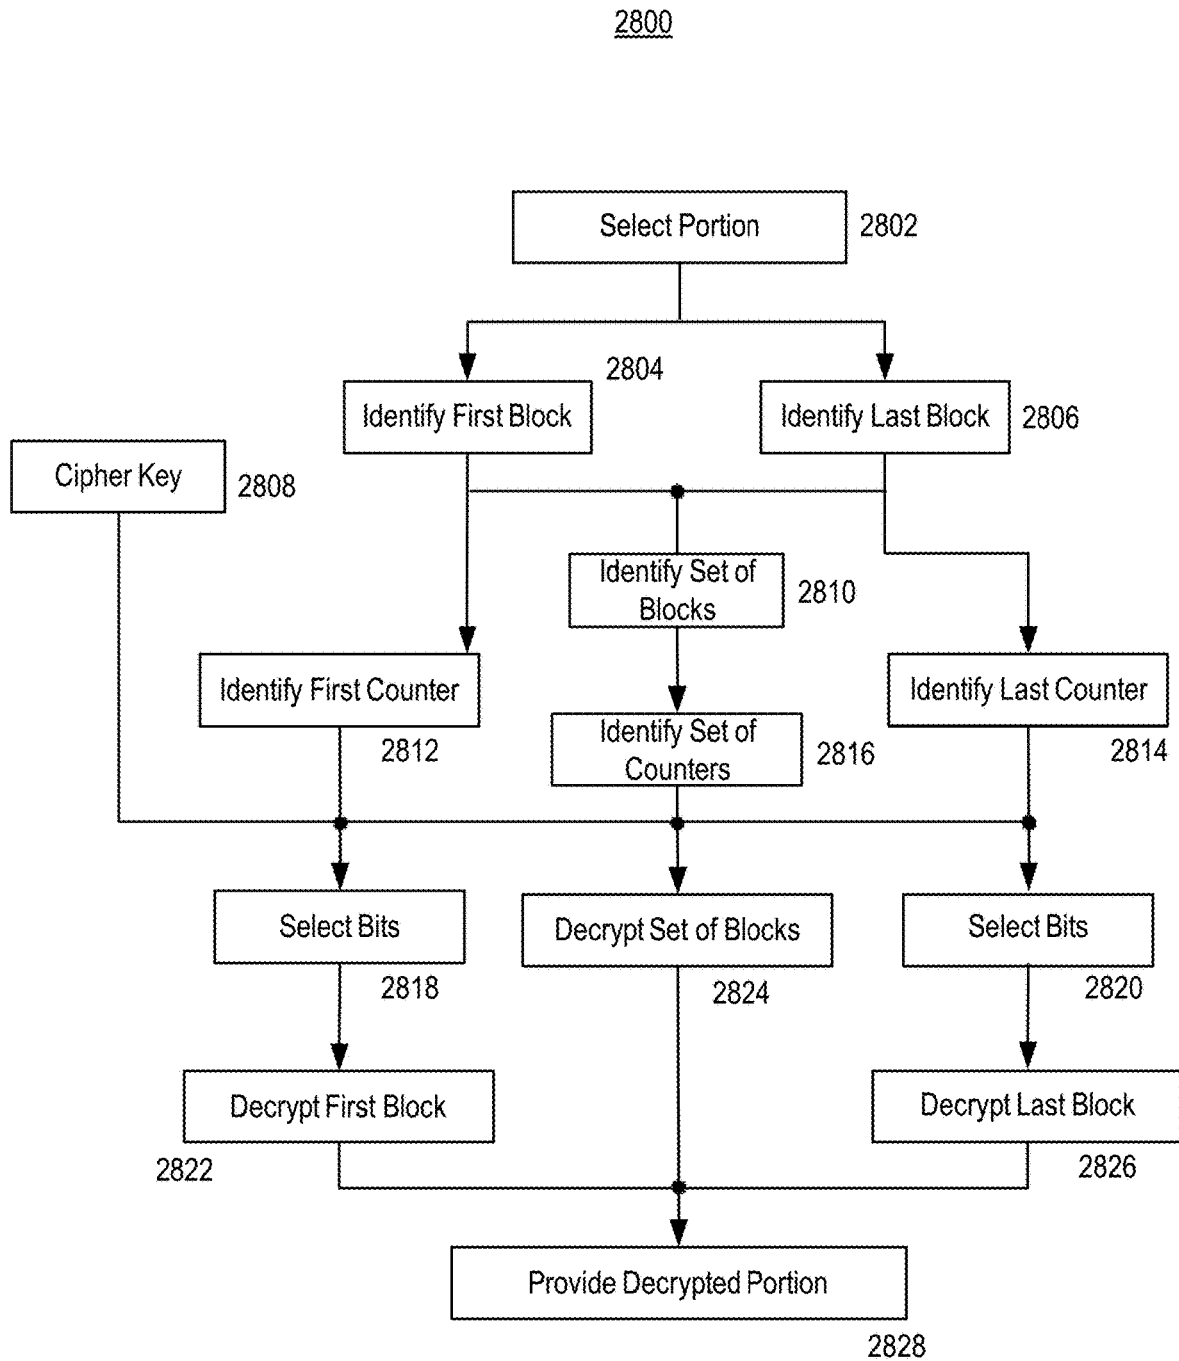 2800
Select Portion
2802
2804
Identify First Block
Identify Last Block
2806
Cipher Key
2808
Identify Set of
Blocks
2810
Identify First Counter
2812
Identify Set of
Counters
2816
Identify Last Counter
2814
Select Bits
2818
Decrypt Set of Blocks
2824
Select Bits
2820
Decrypt First Block
2822
Decrypt Last Block
2826
Provide Decrypted Portion
2828